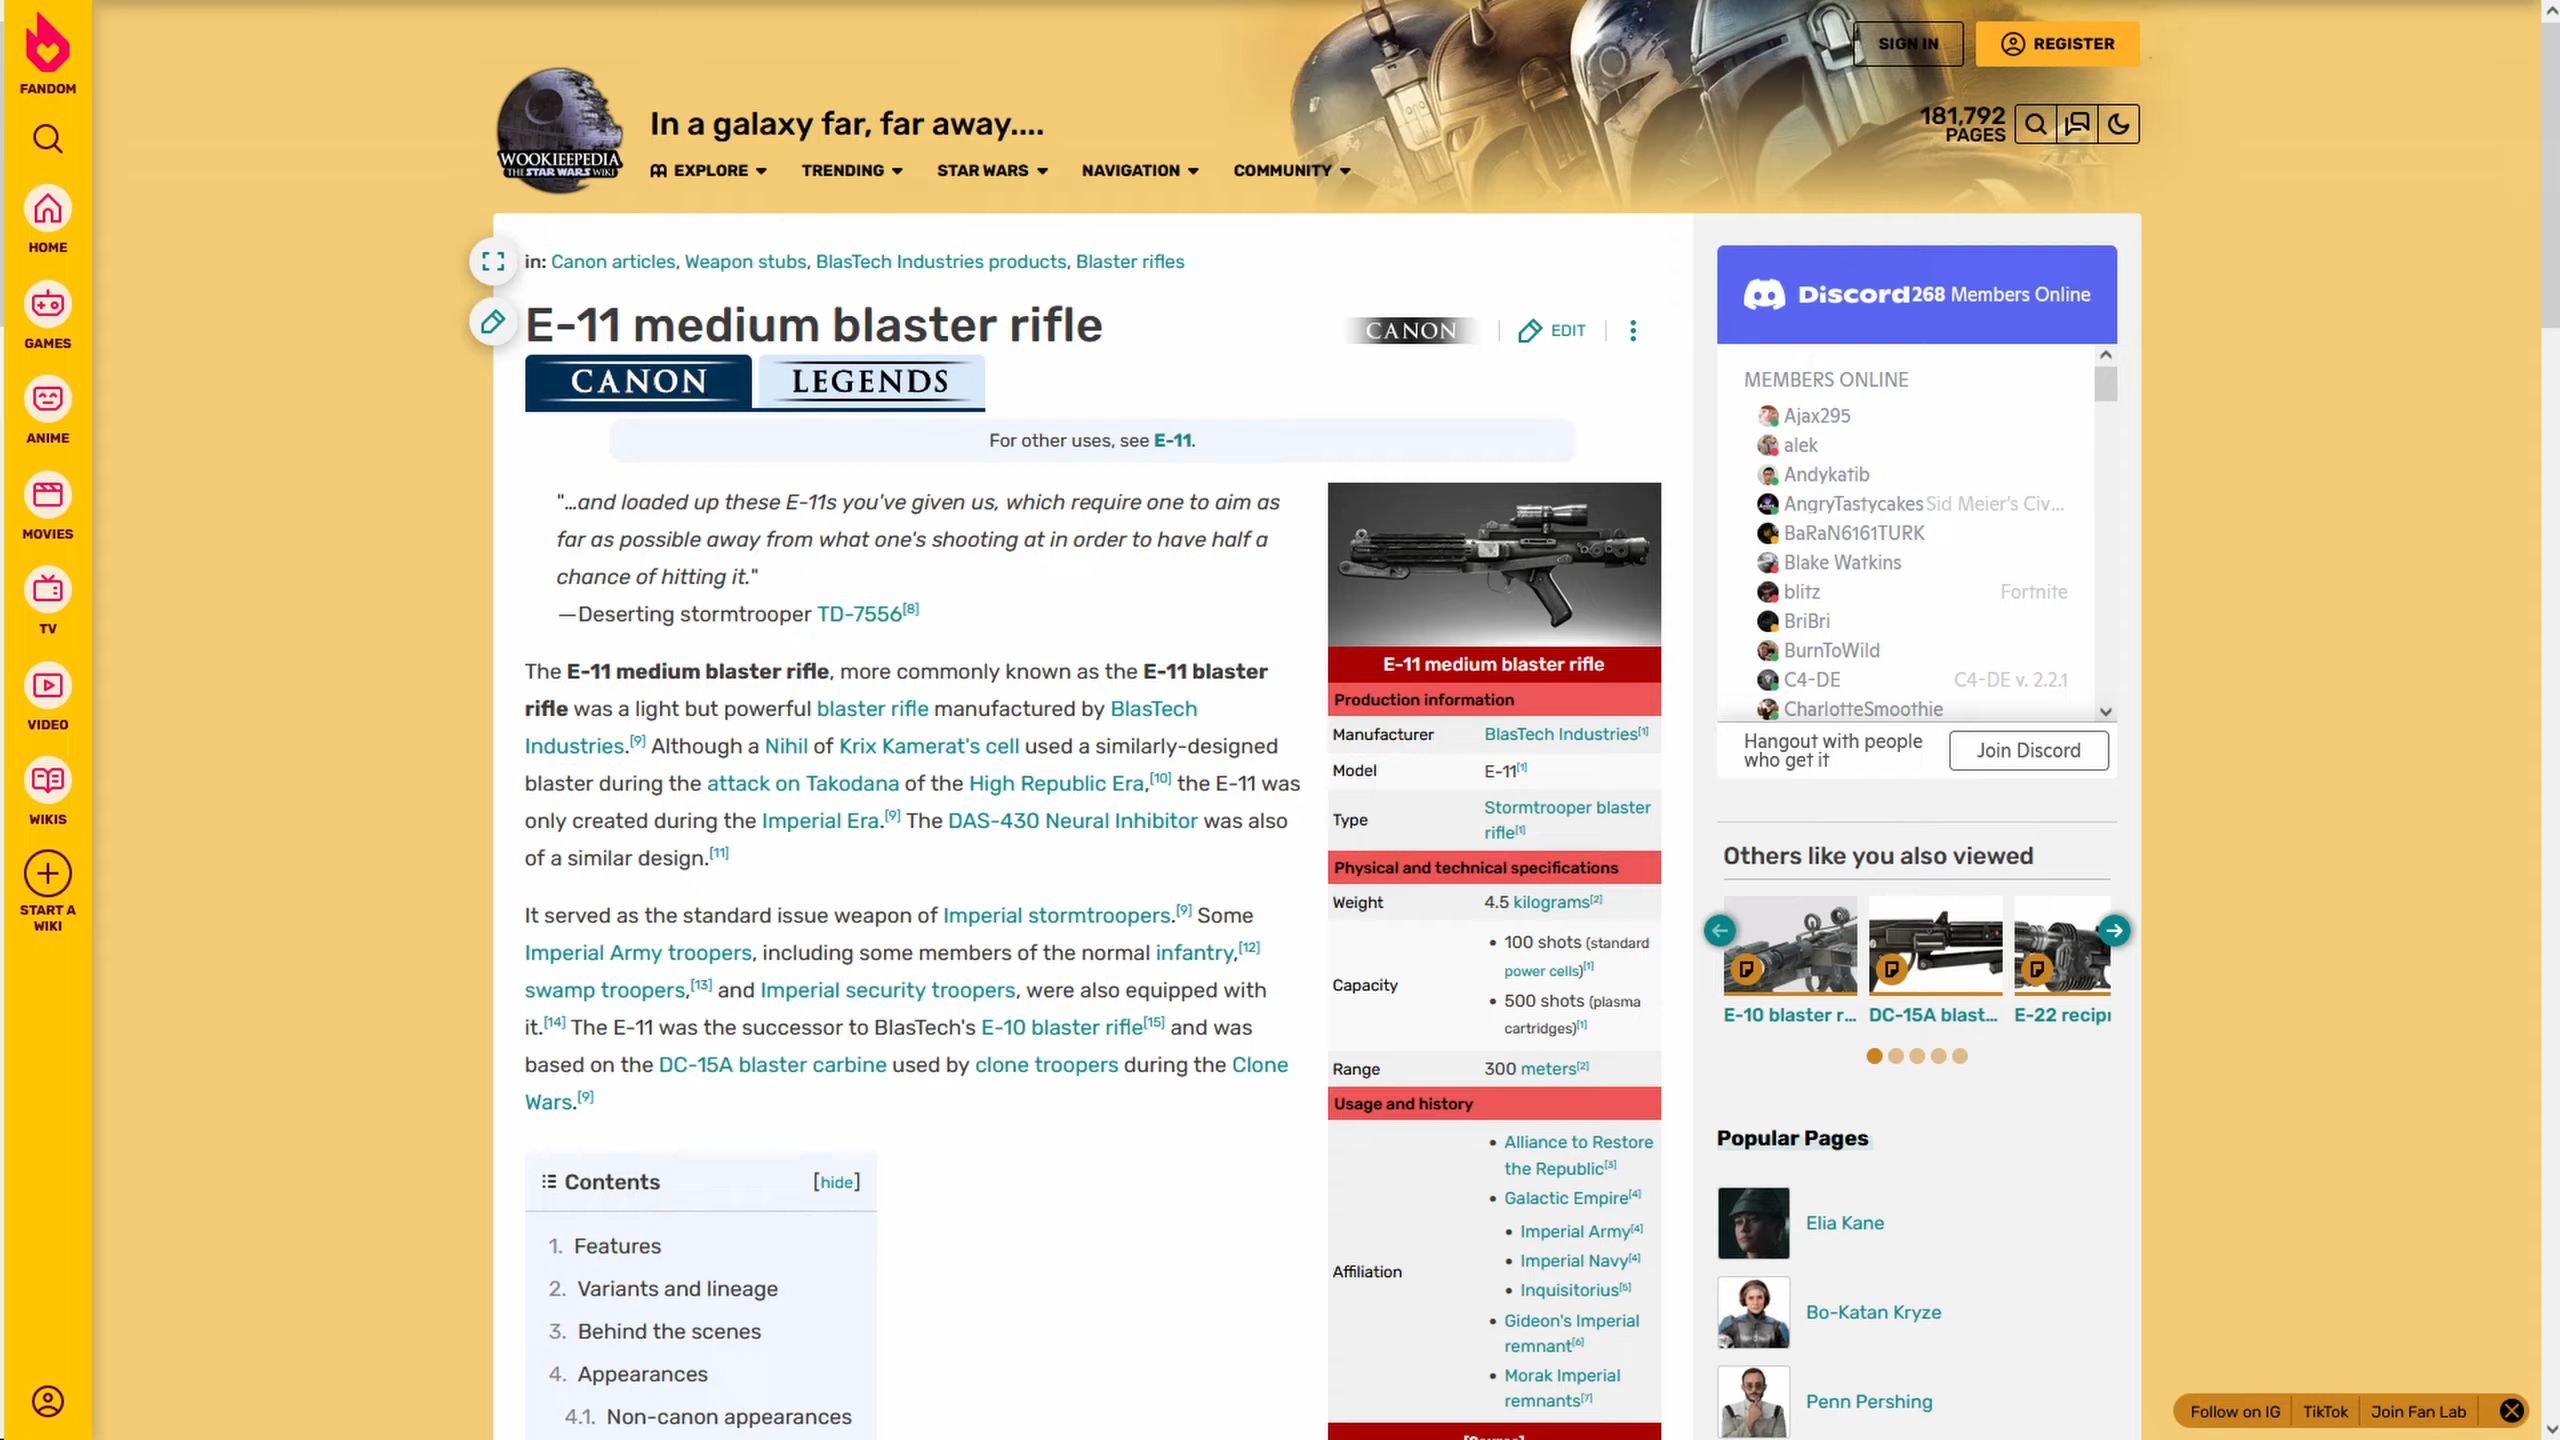 FANDOM
HOME
GAMES
ANIME
MOVIES
TV
VIDEO
WIKIS
START A
WIKI
SIGN IN
REGISTER
WOOKIEEPEDIA
THE STAR WARS WIKI
In a galaxy far, far away....
181,792
PAGES
EXPLORE
TRENDING
STAR WARS
NAVIGATION
COMMUNITY
in: Canon articles, Weapon stubs, BlasTech Industries products, Blaster rifles
E-11 medium blaster rifle
CANON
EDIT
CANON
LEGENDS
For other uses, see E-11.
"…and loaded up these E-11s you've given us, which require one to aim as
far as possible away from what one's shooting at in order to have half a
chance of hitting it."
—Deserting stormtrooper TD-7556[8]
The E-11 medium blaster rifle, more commonly known as the E-11 blaster
rifle was a light but powerful blaster rifle manufactured by BlasTech
Industries.[9] Although a Nihil of Krix Kamerat's cell used a similarly-designed
blaster during the attack on Takodana of the High Republic Era,[10] the E-11 was
only created during the Imperial Era.[9] The DAS-430 Neural Inhibitor was also
of a similar design.[11]
It served as the standard issue weapon of Imperial stormtroopers.[9] Some
Imperial Army troopers, including some members of the normal infantry,[12]
swamp troopers,[13] and Imperial security troopers, were also equipped with
it.[14] The E-11 was the successor to BlasTech's E-10 blaster rifle[15] and was
based on the DC-15A blaster carbine used by clone troopers during the Clone
Wars.[9]
Contents
[hide]
1. Features
2. Variants and lineage
3. Behind the scenes
4. Appearances
4.1. Non-canon appearances
E-11 medium blaster rifle
Production information
Manufacturer
BlasTech Industries[1]
Model
E-11[1]
Type
Stormtrooper blaster
rifle[1]
Physical and technical specifications
Weight
4.5 kilograms[2]
Capacity
• 100 shots (standard
power cells)[1]
• 500 shots (plasma
cartridges)[1]
Range
300 meters[2]
Usage and history
Affiliation
• Alliance to Restore
the Republic[3]
• Galactic Empire[4]
• Imperial Army[4]
• Imperial Navy[4]
• Inquisitorius[5]
• Gideon's Imperial
remnant[6]
• Morak Imperial
remnants[7]
[Source]
Discord 268 Members Online
MEMBERS ONLINE
Ajax295
alek
Andykatib
AngryTastycakes Sid Meier's Civ...
BaRaN6161TURK
Blake Watkins
blitz Fortnite
BriBri
BurnToWild
C4-DE C4-DE v. 2.2.1
CharlotteSmoothie
Hangout with people
who get it
Join Discord
Others like you also viewed
E-10 blaster r...
DC-15A blast...
E-22 recipr
Popular Pages
Elia Kane
Bo-Katan Kryze
Penn Pershing
Follow on IG
TikTok
Join Fan Lab